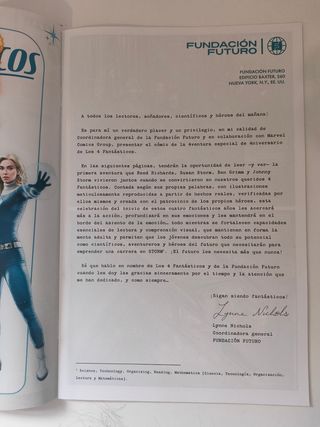 COS
FUNDACIÓN
FUTURO
FUNDACIÓN FUTURO
EDIFICIO BAXTER, 360
NUEVA YORK, N.Y., EE. UU.
A todos los lectores, soñadores, científicos y héroes del mañana:
Es para mí un verdadero placer y un privilegio, en mi calidad de
Coordinadora general de la Fundación Futuro y en colaboración con Marvel
Comics Group, presentar el cómic de la aventura especial de Aniversario
de Los 4 Fantásticos.
En las siguientes páginas, tendrán la oportunidad de leer —y ver— la
primera aventura que Reed Richards, Susan Storm, Ben Grimm y Johnny
Storm vivieron juntos cuando se convirtieron en nuestros queridos 4
Fantásticos. Contada según sus propias palabras, con ilustraciones
meticulosamente reproducidas a partir de hechos reales, verificadas por
ellos mismos y creada con el patrocinio de los propios héroes, esta
celebración del inicio de estos cuatro fantásticos años les acercará
más a la acción, profundizará en sus emociones y les mantendrá en el
borde del asiento de la emoción, todo mientras se fortalecen capacidades
esenciales de lectura y comprensión visual, que mantienen en forma la
mente adulta y permiten que los jóvenes descubran todo su potencial
como científicos, aventureros y héroes del futuro que necesitarán para
emprender una carrera en STORM¹. ¡El futuro les necesita más que nunca!
Sé que hablo en nombre de Los 4 Fantásticos y de la Fundación Futuro
cuando les doy las gracias sinceramente por el tiempo y la atención que
me han dedicado, y como siempre…
¡Sigan siendo fantásticos!
Lynne Nichols
Lynne Nichols
Coordinadora general
FUNDACIÓN FUTURO
¹ Science, Technology, Organizing, Reading, Mathematics [Ciencia, Tecnología, Organización,
Lectura y Matemáticas].